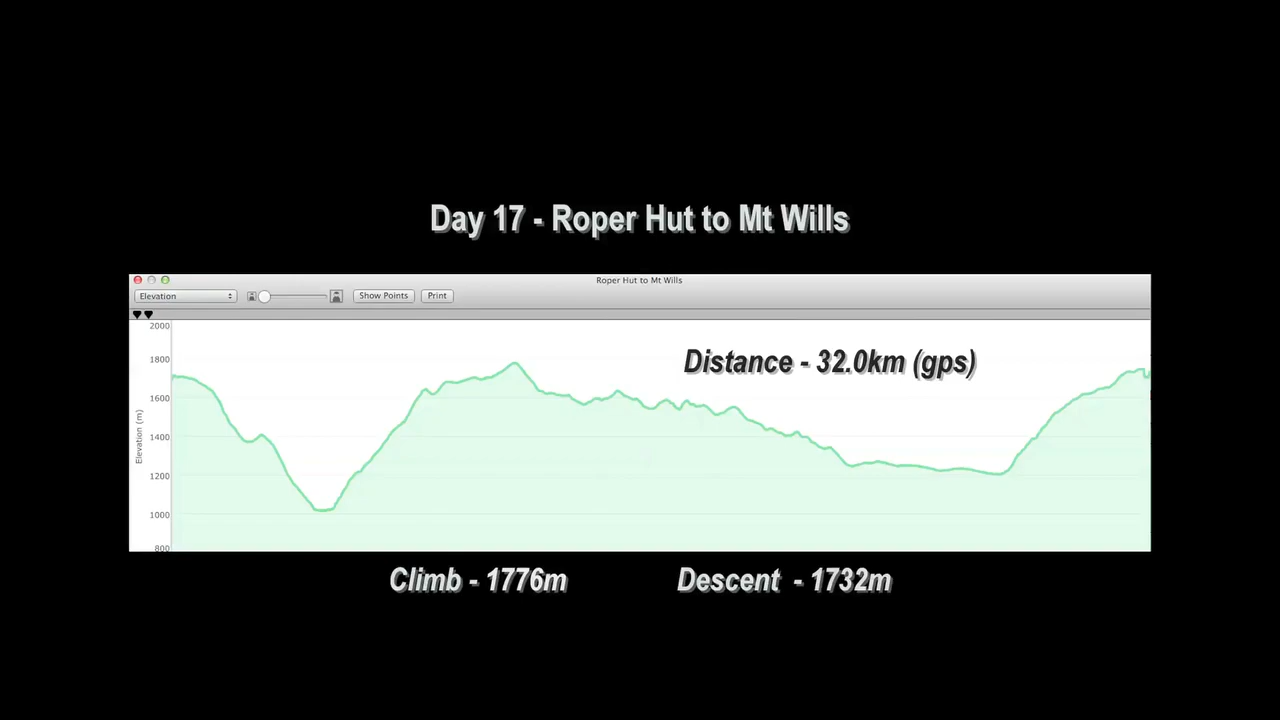 Day 17 - Roper Hut to Mt Wills
Roper Hut to Mt Wills
Elevation Show Points Print
2000
Distance - 32.0km (gps)
1800
1600
Elevation (m)
1400
1200
1000
800
Climb - 1776m Descent - 1732m